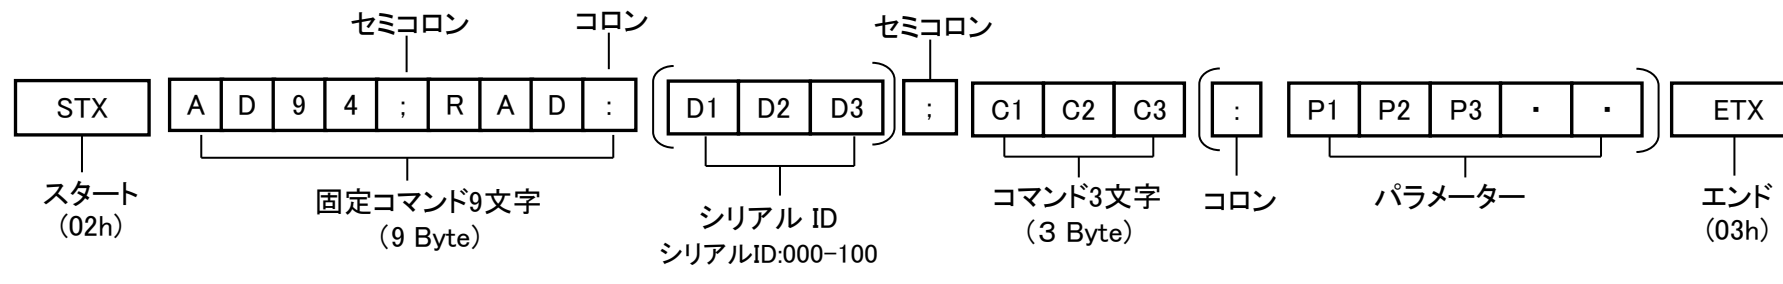 セミコロン コロン セミコロン
STX A D 9 4 ; R A D : ( D1 D2 D3 ) ; C1 C2 C3 ( : P1 P2 P3 ・ ・ ) ETX
スタート 固定コマンド9文字 シリアル ID コマンド3文字 コロン パラメーター エンド
(02h) (9 Byte) シリアルID:000-100 (3 Byte) (03h)